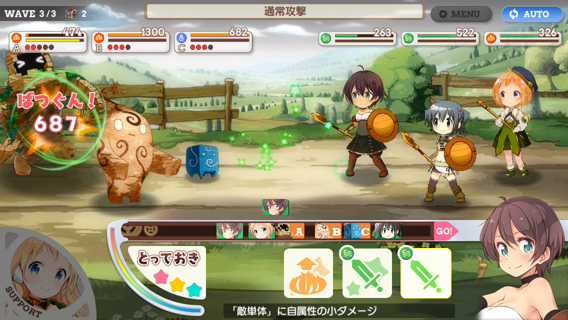 WAVE 3/3 2
通常攻撃
MENU
AUTO
474
1300
682
263
522
326
A
B
C
ばつぐん!
687
A
B
C
GO!
とっておき
SUPPORT
「敵単体」に自属性の小ダメージ